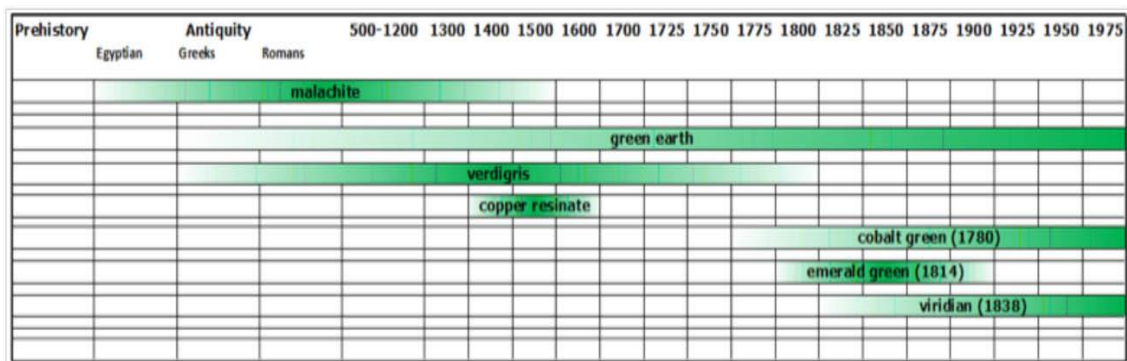 Prehistory Antiquity 500-1200 1300 1400 1500 1600 1700 1725 1750 1775 1800 1825 1850 1875 1900 1925 1950 1975
Egyptian Greeks Romans
malachite
green earth
verdigris
copper resinate
cobalt green (1780)
emerald green (1814)
viridian (1838)